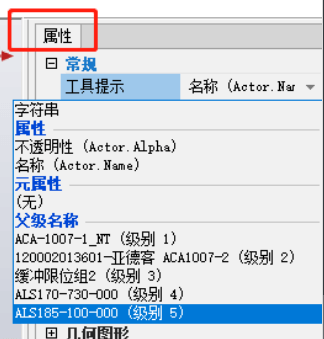 属性
常规
工具提示 名称 (Actor.Nar
字符串
属性
不透明性 (Actor.Alpha)
名称 (Actor.Name)
元属性
(无)
父级名称
ACA-1007-1_NT (级别 1)
120002013601-亚德客 ACA1007-2 (级别 2)
缓冲限位组2 (级别 3)
ALS170-730-000 (级别 4)
ALS185-100-000 (级别 5)
几何图形